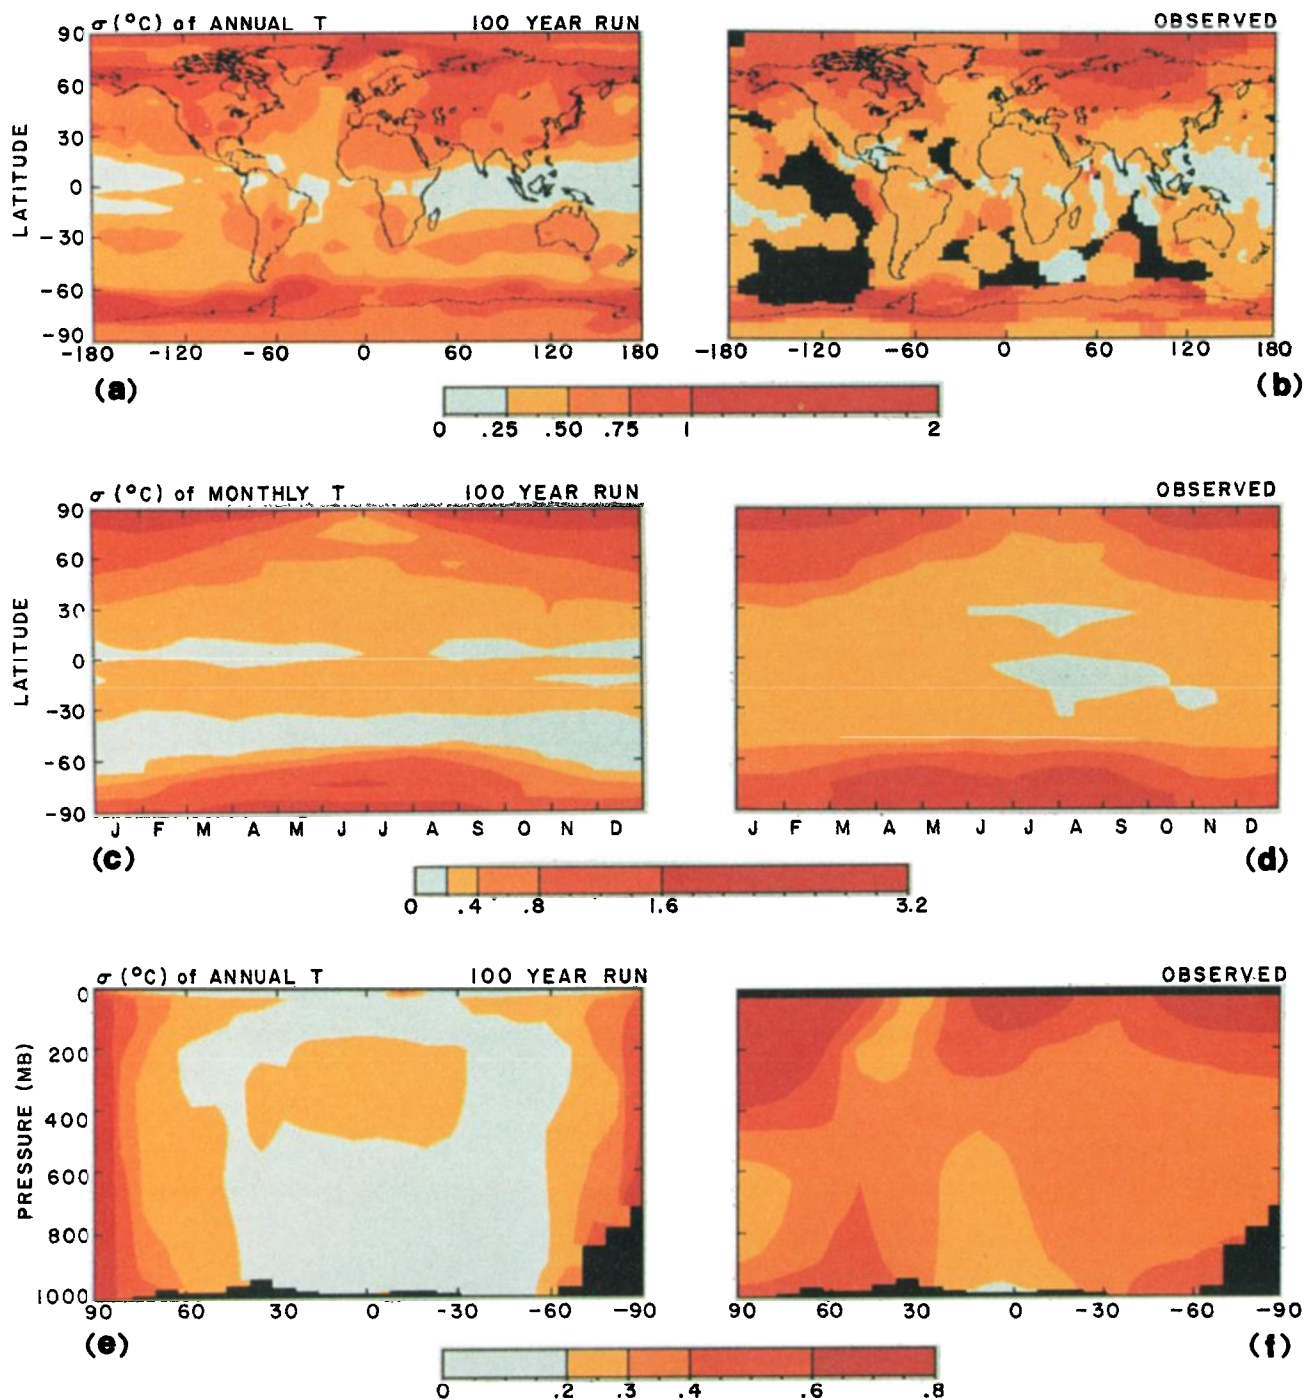 σ (°C) of ANNUAL T 100 YEAR RUN
OBSERVED
90
60
30
0
-30
-60
-90
LATITUDE
-180 -120 -60 0 60 120 180
-180 -120 -60 0 60 120 180
(a)
(b)
0 .25 .50 .75 1 2
σ (°C) of MONTHLY T 100 YEAR RUN
OBSERVED
90
60
30
0
-30
-60
-90
LATITUDE
J F M A M J J A S O N D
J F M A M J J A S O N D
(c)
(d)
0 .4 .8 1.6 3.2
σ (°C) of ANNUAL T 100 YEAR RUN
OBSERVED
0
200
400
600
800
1000
PRESSURE (MB)
90 60 30 0 -30 -60 -90
90 60 30 0 -30 -60 -90
(e)
(f)
0 .2 .3 .4 .6 .8